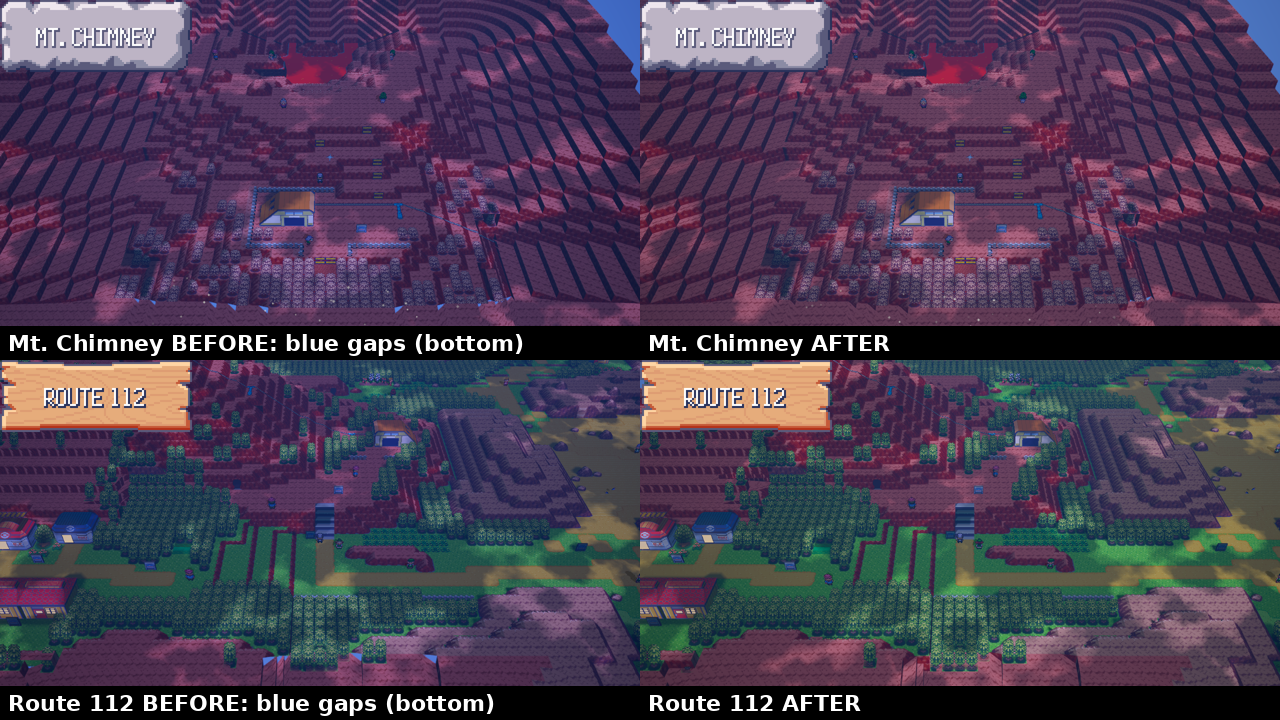 MT. CHIMNEY
MT. CHIMNEY
Mt. Chimney BEFORE: blue gaps (bottom)
Mt. Chimney AFTER
ROUTE 112
ROUTE 112
Route 112 BEFORE: blue gaps (bottom)
Route 112 AFTER